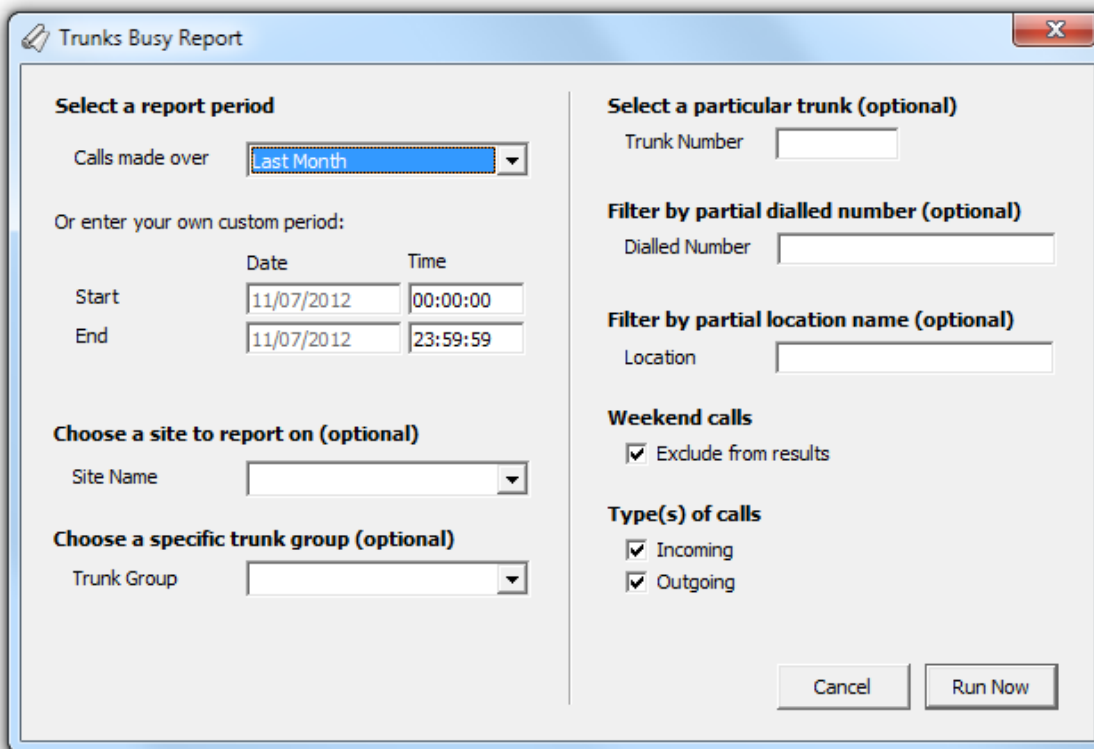 Trunks Busy Report
Select a report period
Calls made over Last Month
Or enter your own custom period:
Date Time
Start 11/07/2012 00:00:00
End 11/07/2012 23:59:59
Choose a site to report on (optional)
Site Name
Choose a specific trunk group (optional)
Trunk Group
Select a particular trunk (optional)
Trunk Number
Filter by partial dialled number (optional)
Dialled Number
Filter by partial location name (optional)
Location
Weekend calls
Exclude from results
Type(s) of calls
Incoming
Outgoing
Cancel Run Now